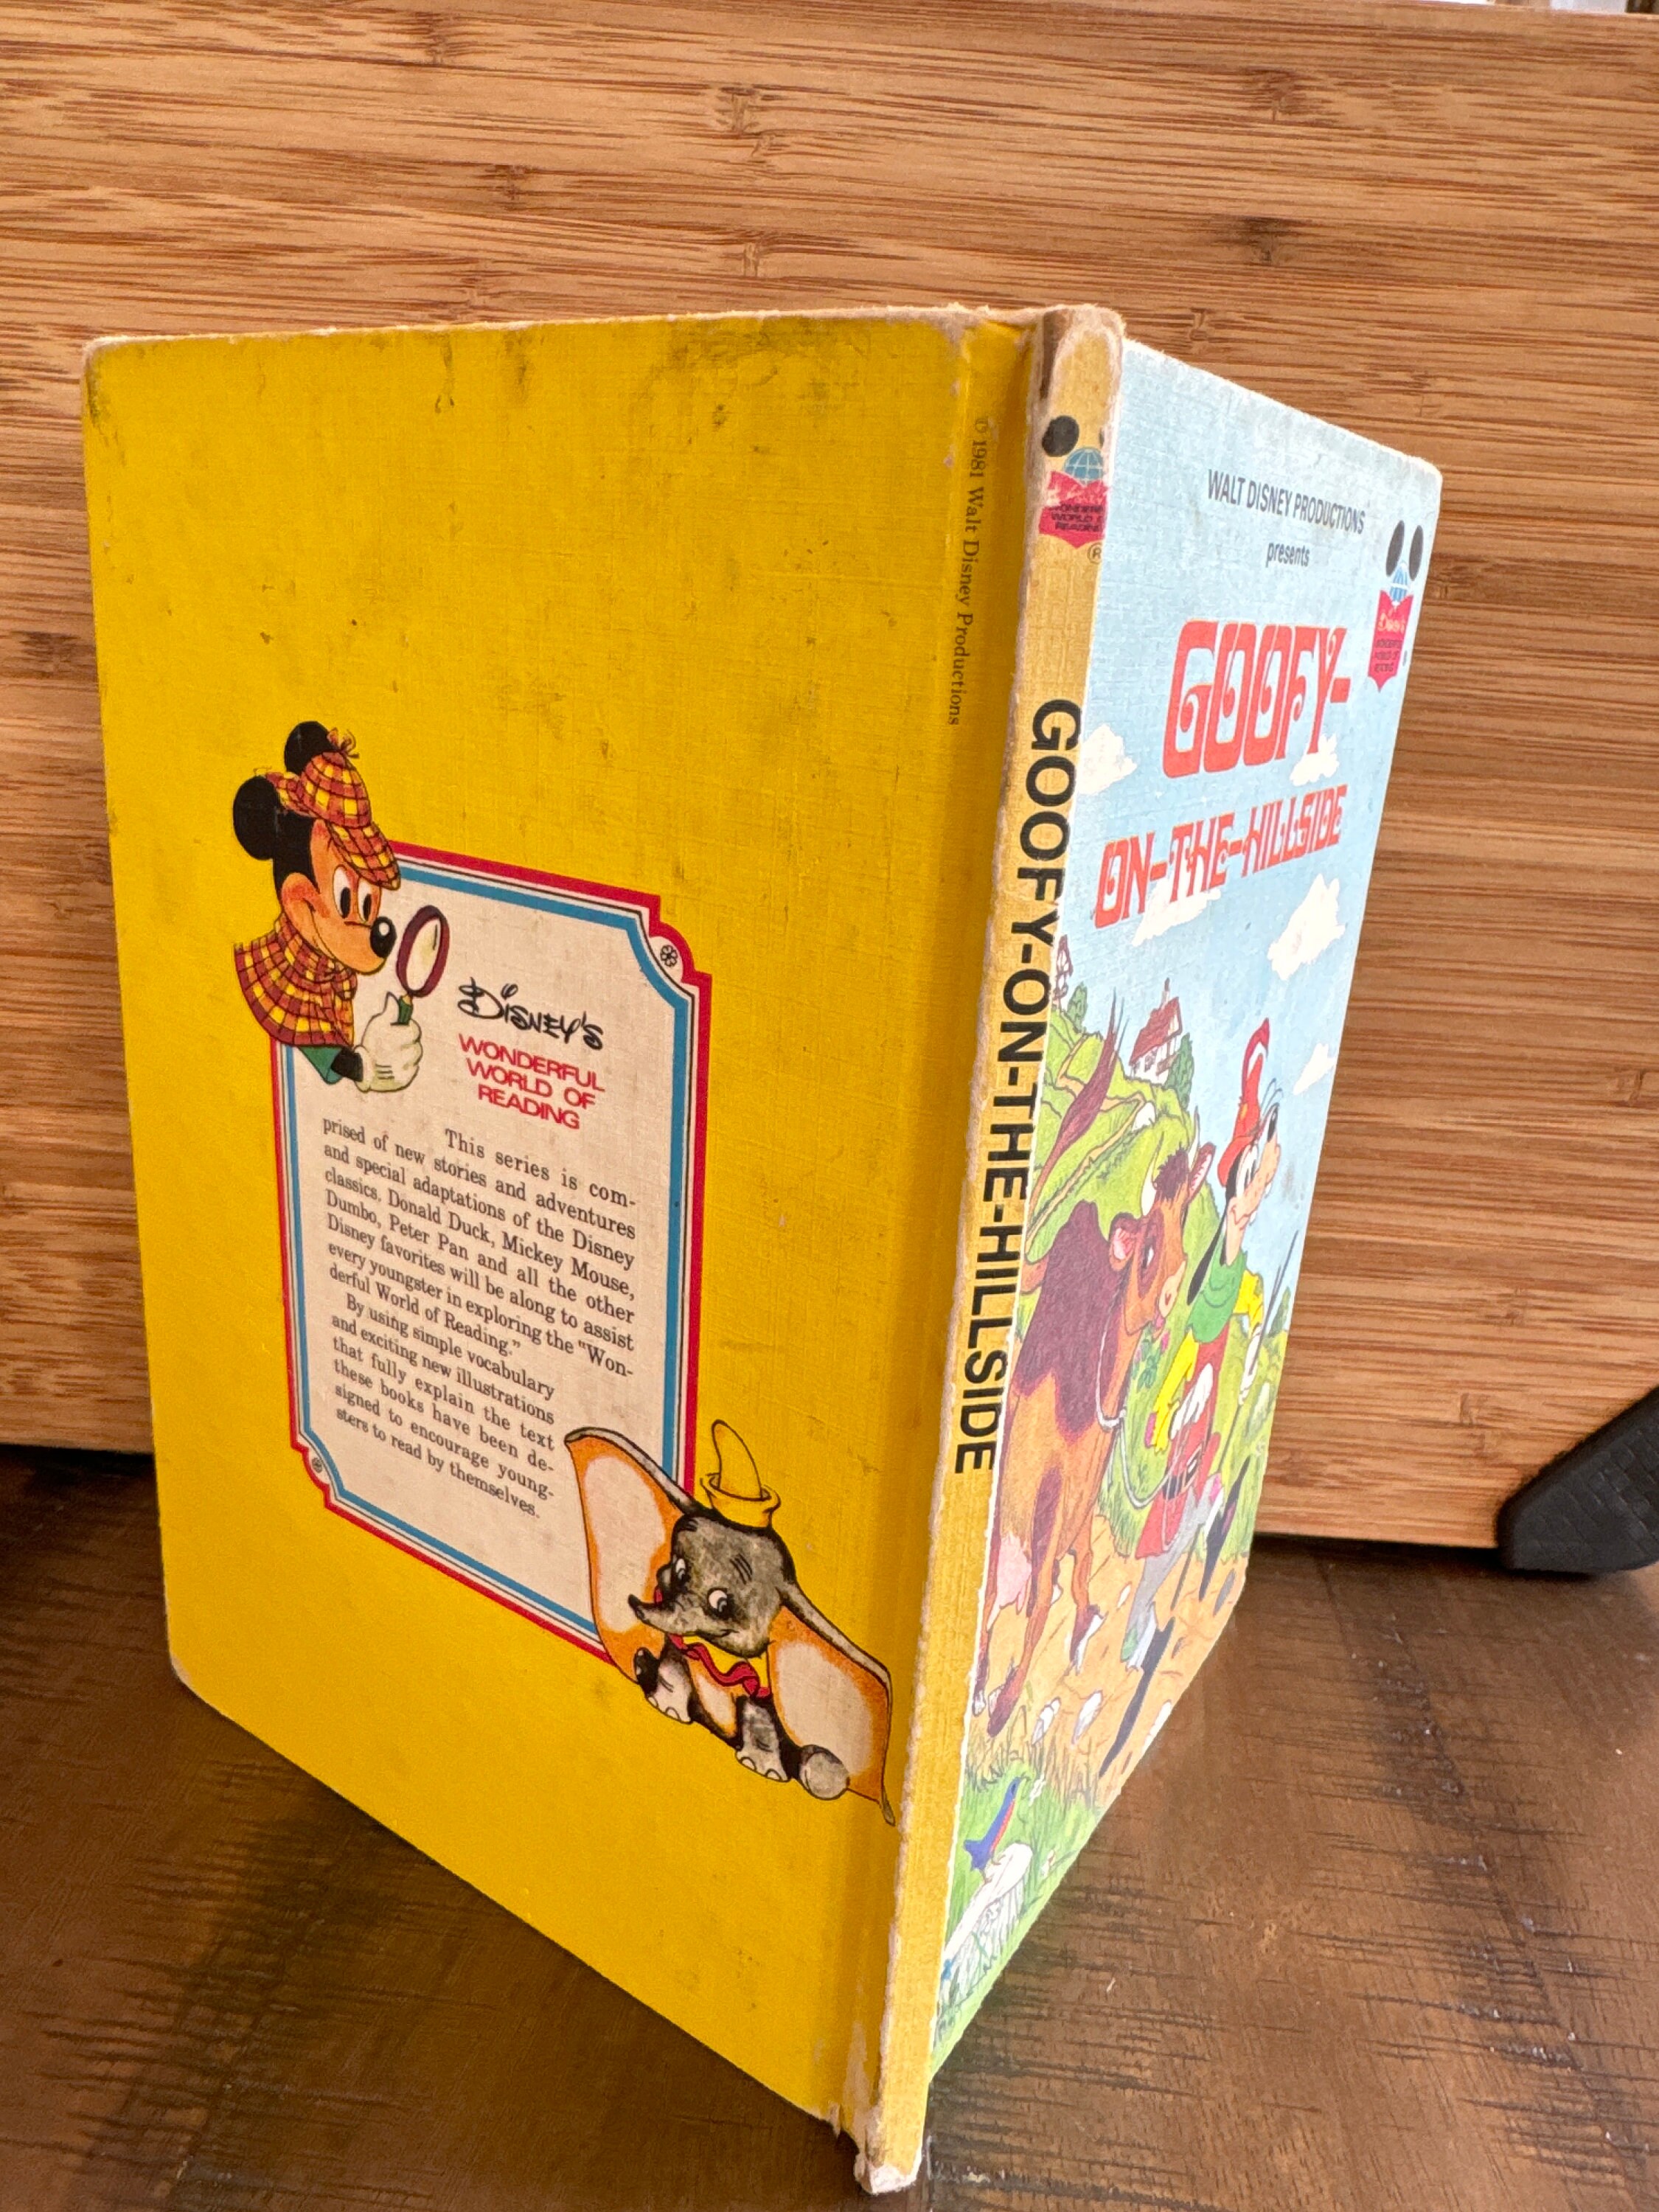 DISNEY'S
WONDERFUL
WORLD OF
READING
This series is com-
prised of new stories and adventures
and special adaptations of the Disney
classics. Donald Duck, Mickey Mouse,
Dumbo, Peter Pan and all the other
Disney favorites will be along to assist
every youngster in exploring the "Won-
derful World of Reading."
By using simple vocabulary
and exciting new illustrations
that fully explain the text
these books have been de-
signed to encourage young-
sters to read by themselves.
© 1981 Walt Disney Productions
WORLD OF
READING
®
GOOFY-ON-THE-HILLSIDE
WALT DISNEY PRODUCTIONS
presents
GOOFY-
ON-THE-HILLSIDE